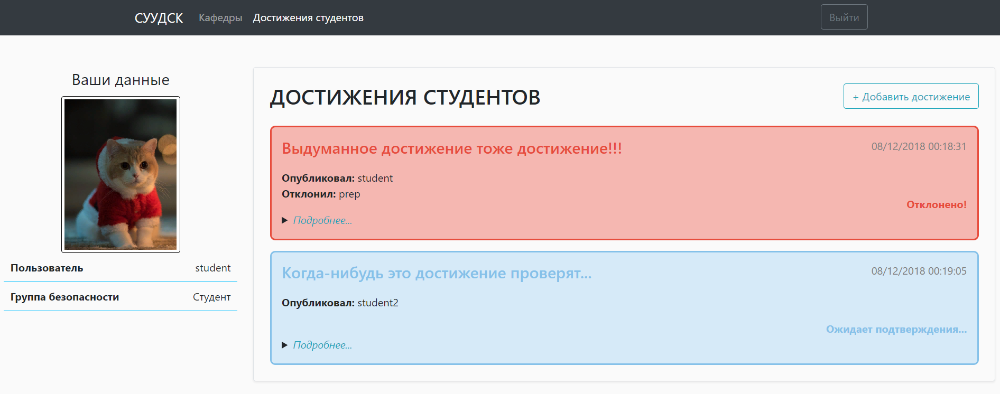 СУУДСК Кафедры Достижения студентов Выйти
Ваши данные
Пользователь student
Группа безопасности Студент
ДОСТИЖЕНИЯ СТУДЕНТОВ + Добавить достижение
Выдуманное достижение тоже достижение!!! 08/12/2018 00:18:31
Опубликовал: student
Отклонил: prep
Отклонено!
Подробнее...
Когда-нибудь это достижение проверят... 08/12/2018 00:19:05
Опубликовал: student2
Ожидает подтверждения...
Подробнее...